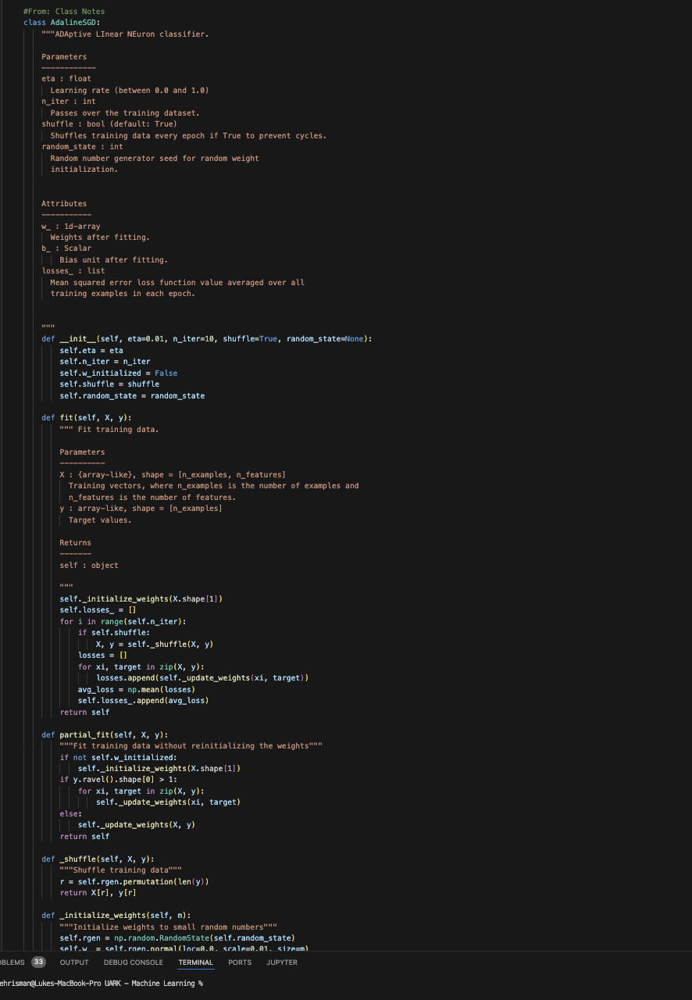 #From: Class Notes
class AdalineSGD:
"""ADAptive LInear NEuron classifier.
Parameters
------------
eta : float
Learning rate (between 0.0 and 1.0)
n_iter : int
Passes over the training dataset.
shuffle : bool (default: True)
Shuffles training data every epoch if True to prevent cycles.
random_state : int
Random number generator seed for random weight
initialization.
Attributes
-----------
w_ : 1d-array
Weights after fitting.
b_ : Scalar
Bias unit after fitting.
losses_ : list
Mean squared error loss function value averaged over all
training examples in each epoch.
"""
def __init__(self, eta=0.01, n_iter=10, shuffle=True, random_state=None):
self.eta = eta
self.n_iter = n_iter
self.w_initialized = False
self.shuffle = shuffle
self.random_state = random_state
def fit(self, X, y):
""" Fit training data.
Parameters
----------
X : {array-like}, shape = [n_examples, n_features]
Training vectors, where n_examples is the number of examples and
n_features is the number of features.
y : array-like, shape = [n_examples]
Target values.
Returns
-------
self : object
"""
self._initialize_weights(X.shape[1])
self.losses_ = []
for i in range(self.n_iter):
if self.shuffle:
X, y = self._shuffle(X, y)
losses = []
for xi, target in zip(X, y):
losses.append(self._update_weights(xi, target))
avg_loss = np.mean(losses)
self.losses_.append(avg_loss)
return self
def partial_fit(self, X, y):
"""Fit training data without reinitializing the weights"""
if not self.w_initialized:
self._initialize_weights(X.shape[1])
if y.ravel().shape[0] > 1:
for xi, target in zip(X, y):
self._update_weights(xi, target)
else:
self._update_weights(X, y)
return self
def _shuffle(self, X, y):
"""Shuffle training data"""
r = self.rgen.permutation(len(y))
return X[r], y[r]
def _initialize_weights(self, m):
"""Initialize weights to small random numbers"""
self.rgen = np.random.RandomState(self.random_state)
self.w_ = self.rgen.normal(loc=0.0, scale=0.01, size=m)
OBLEMS 33 OUTPUT DEBUG CONSOLE TERMINAL PORTS JUPYTER
ehrisman@Lukes-MacBook-Pro UARK - Machine Learning %